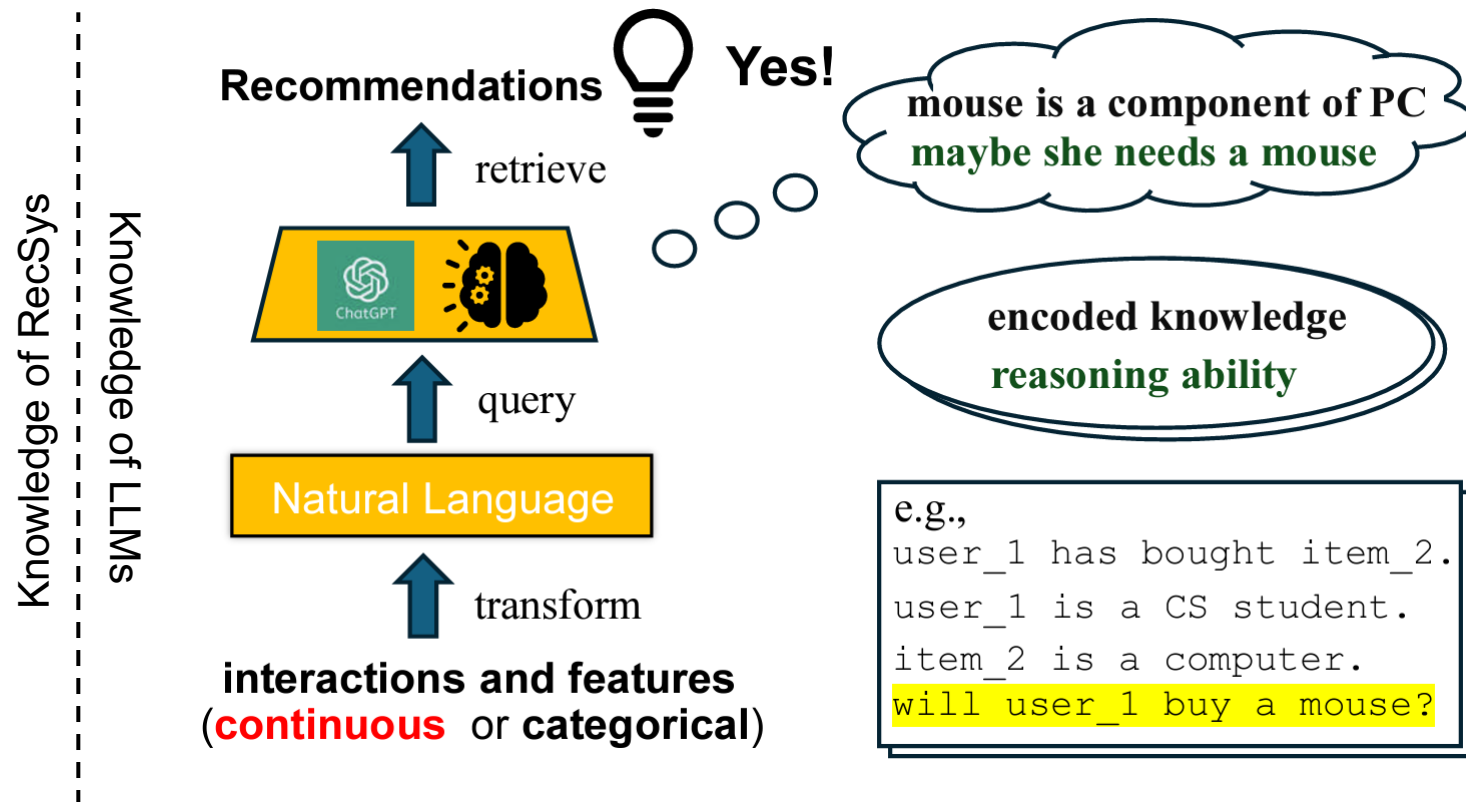 Knowledge of RecSys
Knowledge of LLMs
Recommendations
Yes!
retrieve
ChatGPT
query
Natural Language
transform
interactions and features
(continuous or categorical)
mouse is a component of PC
maybe she needs a mouse
encoded knowledge
reasoning ability
e.g.,
user_1 has bought item_2.
user_1 is a CS student.
item_2 is a computer.
will user_1 buy a mouse?